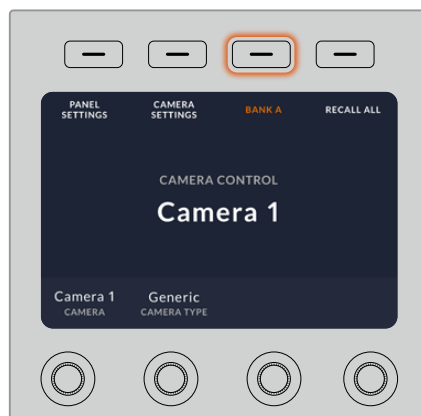 PANEL
SETTINGS
CAMERA
SETTINGS
BANK A
RECALL ALL
CAMERA CONTROL
Camera 1
Camera 1
CAMERA
Generic
CAMERA TYPE